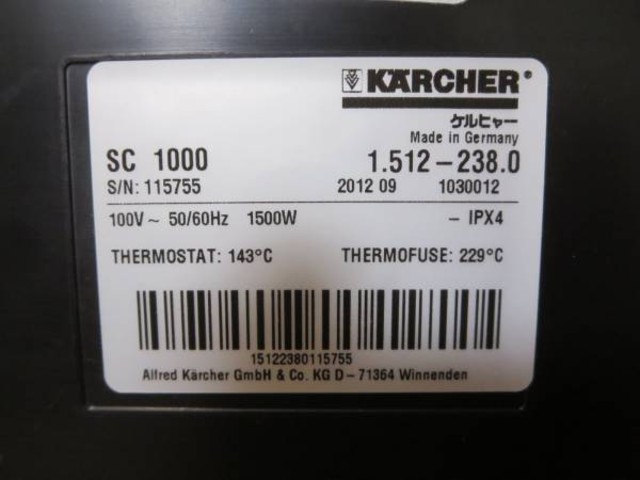 KÄRCHER®
ケルヒャー
Made in Germany
SC 1000 1.512-238.0
S/N: 115755 2012 09 1030012
100V~ 50/60Hz 1500W - IPX4
THERMOSTAT: 143°C THERMOFUSE: 229°C
15122380115755
Alfred Kärcher GmbH & Co. KG D-71364 Winnenden